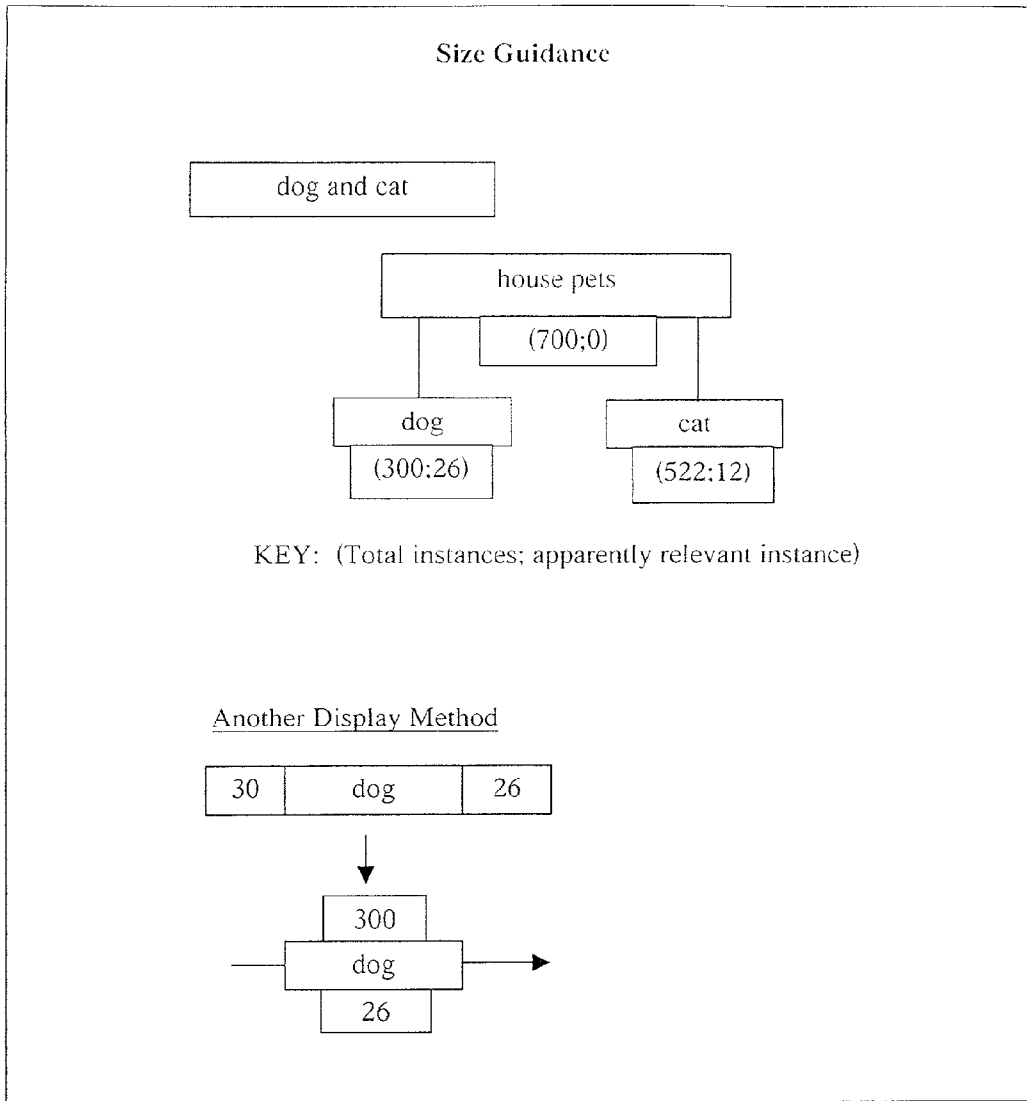 Size Guidance
dog and cat
house pets
(700;0)
dog
cat
(300;26)
(522;12)
KEY: (Total instances; apparently relevant instance)
Another Display Method
30 dog 26
300
dog
26